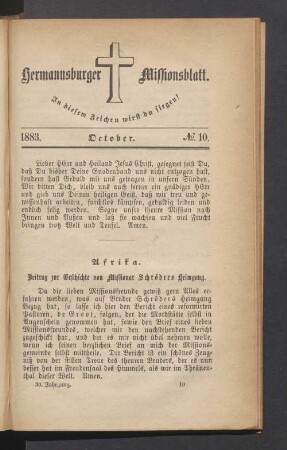 Hermannsburger Missionsblatt.
In diesem Zeichen wirst du siegen!
1883. October. № 10.
Lieber HErr und Heiland Jesus Christ, gesegnet seist Du,
daß Du bisher Deine Gnadenhand uns nicht entzogen hast,
sondern hast Geduld mit uns getragen in unsern Sünden.
Wir bitten Dich, bleib uns auch ferner ein gnädiger HErr
und gieb uns Deinen heiligen Geist, daß wir treu und ge-
wissenhaft arbeiten, furchtlos kämpfen, geduldig leiden und
endlich selig werden. Segne unsre liebe Mission nach
Innen und Außen und laß sie wachsen und viel Frucht
bringen trotz Welt und Teufel. Amen.
Afrika.
Beitrag zur Geschichte von Missionar Schröders Heimgang.
Da die lieben Missionsfreunde gewiß gern Alles er-
fahren werden, was auf Bruder Schröders Heimgang
Bezug hat, so lasse ich hier den Bericht eines reformirten
Pastoren, de Groot, folgen, der die Mordstätte selbst in
Augenschein genommen hat, sowie den Brief eines lieben
Missionsfreundes, welcher mir den nachstehenden Bericht
zugeschickt hat und welcher es mir nicht übel nehmen werde,
wenn ich seinen herzlichen Brief an mich der Missions-
gemeinde selbst mittheile. Der Bericht ist ein schönes Zeug-
niß von der festen Treue des theuren Bruders, der es nun
besser hat im Freudensaal des Himmels, als wir im Thränen-
thal dieser Welt. Amen.
30. Jahrgang. 10